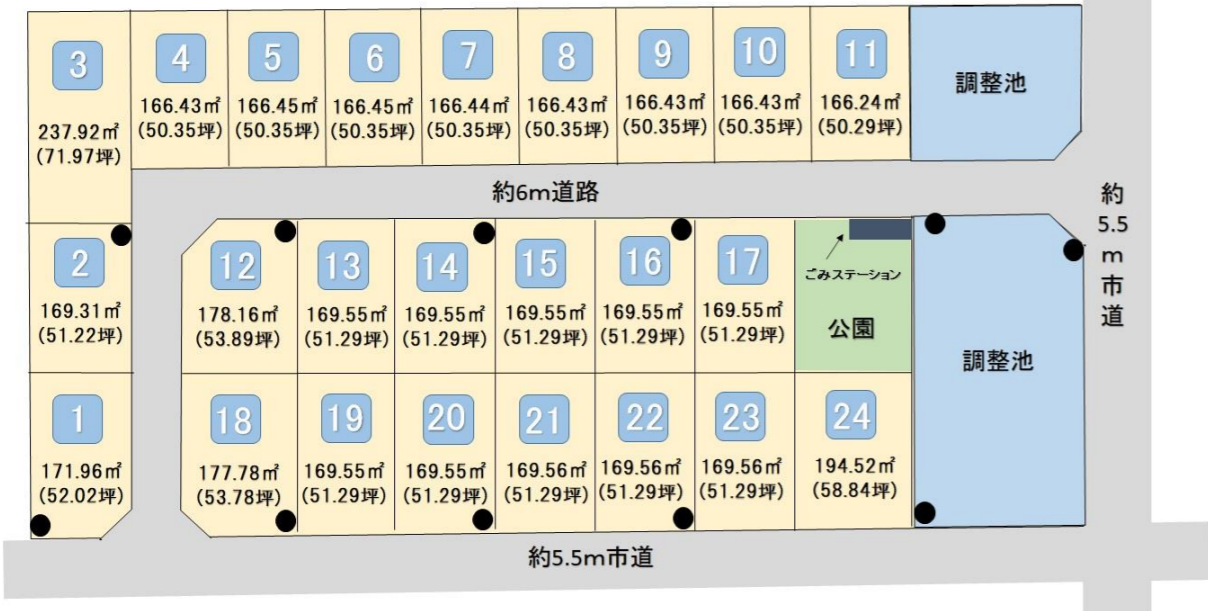 3
237.92㎡
(71.97坪)
4
166.43㎡
(50.35坪)
5
166.45㎡
(50.35坪)
6
166.45㎡
(50.35坪)
7
166.44㎡
(50.35坪)
8
166.43㎡
(50.35坪)
9
166.43㎡
(50.35坪)
10
166.43㎡
(50.35坪)
11
166.24㎡
(50.29坪)
調整池
約6m道路
約5.5m市道
2
169.31㎡
(51.22坪)
12
178.16㎡
(53.89坪)
13
169.55㎡
(51.29坪)
14
169.55㎡
(51.29坪)
15
169.55㎡
(51.29坪)
16
169.55㎡
(51.29坪)
17
169.55㎡
(51.29坪)
ごみステーション
公園
調整池
1
171.96㎡
(52.02坪)
18
177.78㎡
(53.78坪)
19
169.55㎡
(51.29坪)
20
169.55㎡
(51.29坪)
21
169.56㎡
(51.29坪)
22
169.56㎡
(51.29坪)
23
169.56㎡
(51.29坪)
24
194.52㎡
(58.84坪)
約5.5m市道